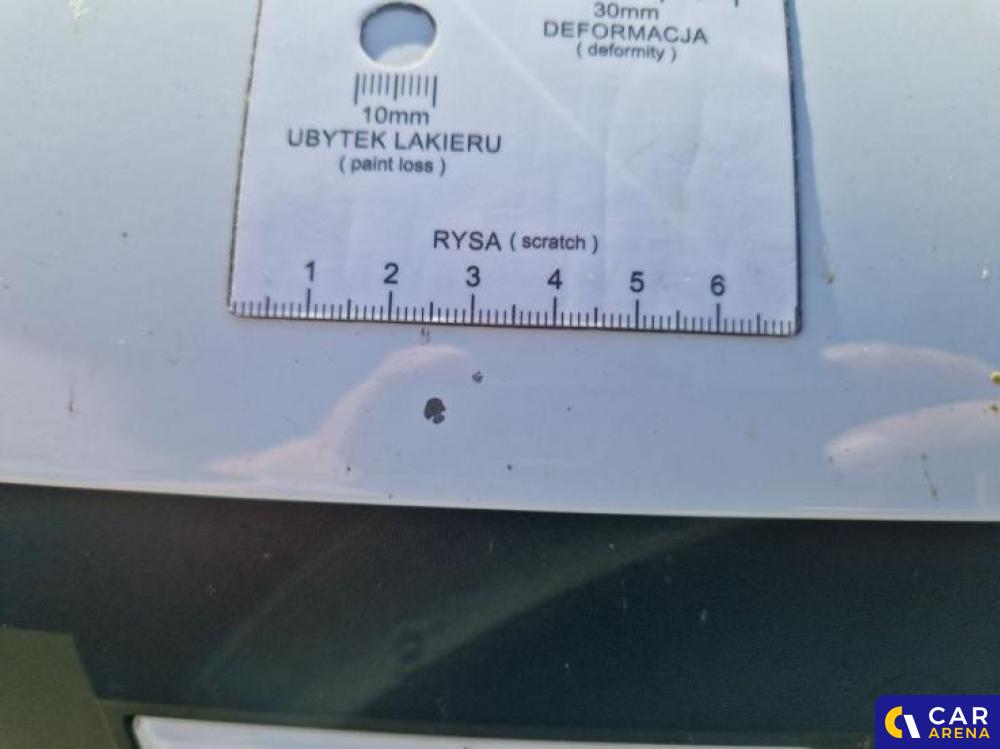 30mm
DEFORMACJA
( deformity )
10mm
UBYTEK LAKIERU
( paint loss )
RYSA ( scratch )
1 2 3 4 5 6
CAR
ARENA